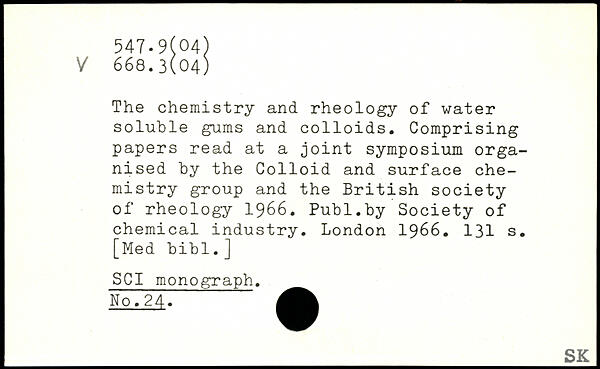 547.9(04)
V 668.3(04)
The chemistry and rheology of water
soluble gums and colloids. Comprising
papers read at a joint symposium orga-
nised by the Colloid and surface che-
mistry group and the British society
of rheology 1966. Publ.by Society of
chemical industry. London 1966. 131 s.
[Med bibl.]
SCI monograph.
No.24.
SK